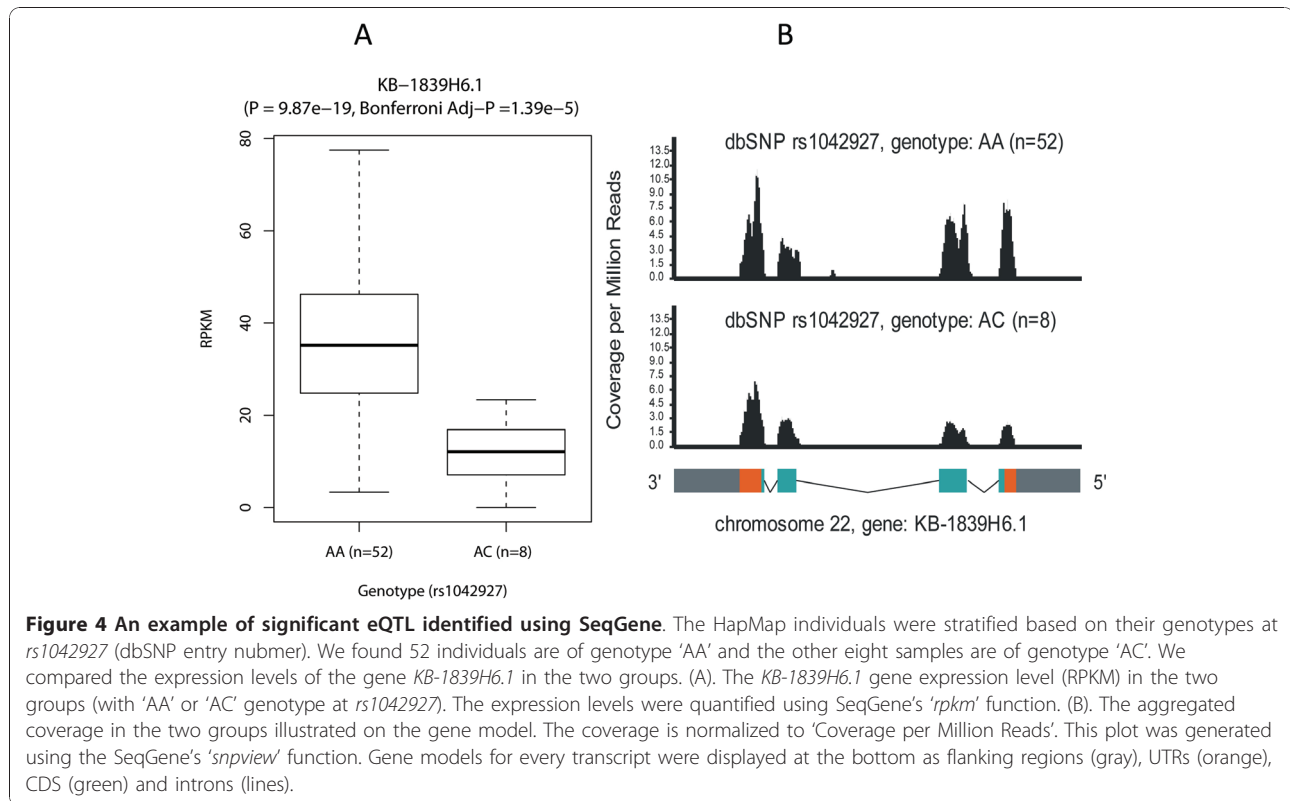 A
B
KB−1839H6.1
(P = 9.87e−19, Bonferroni Adj−P =1.39e−5)
80
60
40
20
0
RPKM
AA (n=52)
AC (n=8)
Genotype (rs1042927)
Coverage per Million Reads
dbSNP rs1042927, genotype: AA (n=52)
13.5
12.0
10.5
9.0
7.5
6.0
4.5
3.0
1.5
0.0
dbSNP rs1042927, genotype: AC (n=8)
13.5
12.0
10.5
9.0
7.5
6.0
4.5
3.0
1.5
0.0
3'
5'
chromosome 22, gene: KB-1839H6.1
Figure 4 An example of significant eQTL identified using SeqGene. The HapMap individuals were stratified based on their genotypes at
rs1042927 (dbSNP entry nubmer). We found 52 individuals are of genotype ‘AA’ and the other eight samples are of genotype ‘AC’. We
compared the expression levels of the gene KB-1839H6.1 in the two groups. (A). The KB-1839H6.1 gene expression level (RPKM) in the two
groups (with ‘AA’ or ‘AC’ genotype at rs1042927). The expression levels were quantified using SeqGene’s ‘rpkm’ function. (B). The aggregated
coverage in the two groups illustrated on the gene model. The coverage is normalized to ‘Coverage per Million Reads’. This plot was generated
using the SeqGene’s ‘snpview’ function. Gene models for every transcript were displayed at the bottom as flanking regions (gray), UTRs (orange),
CDS (green) and introns (lines).